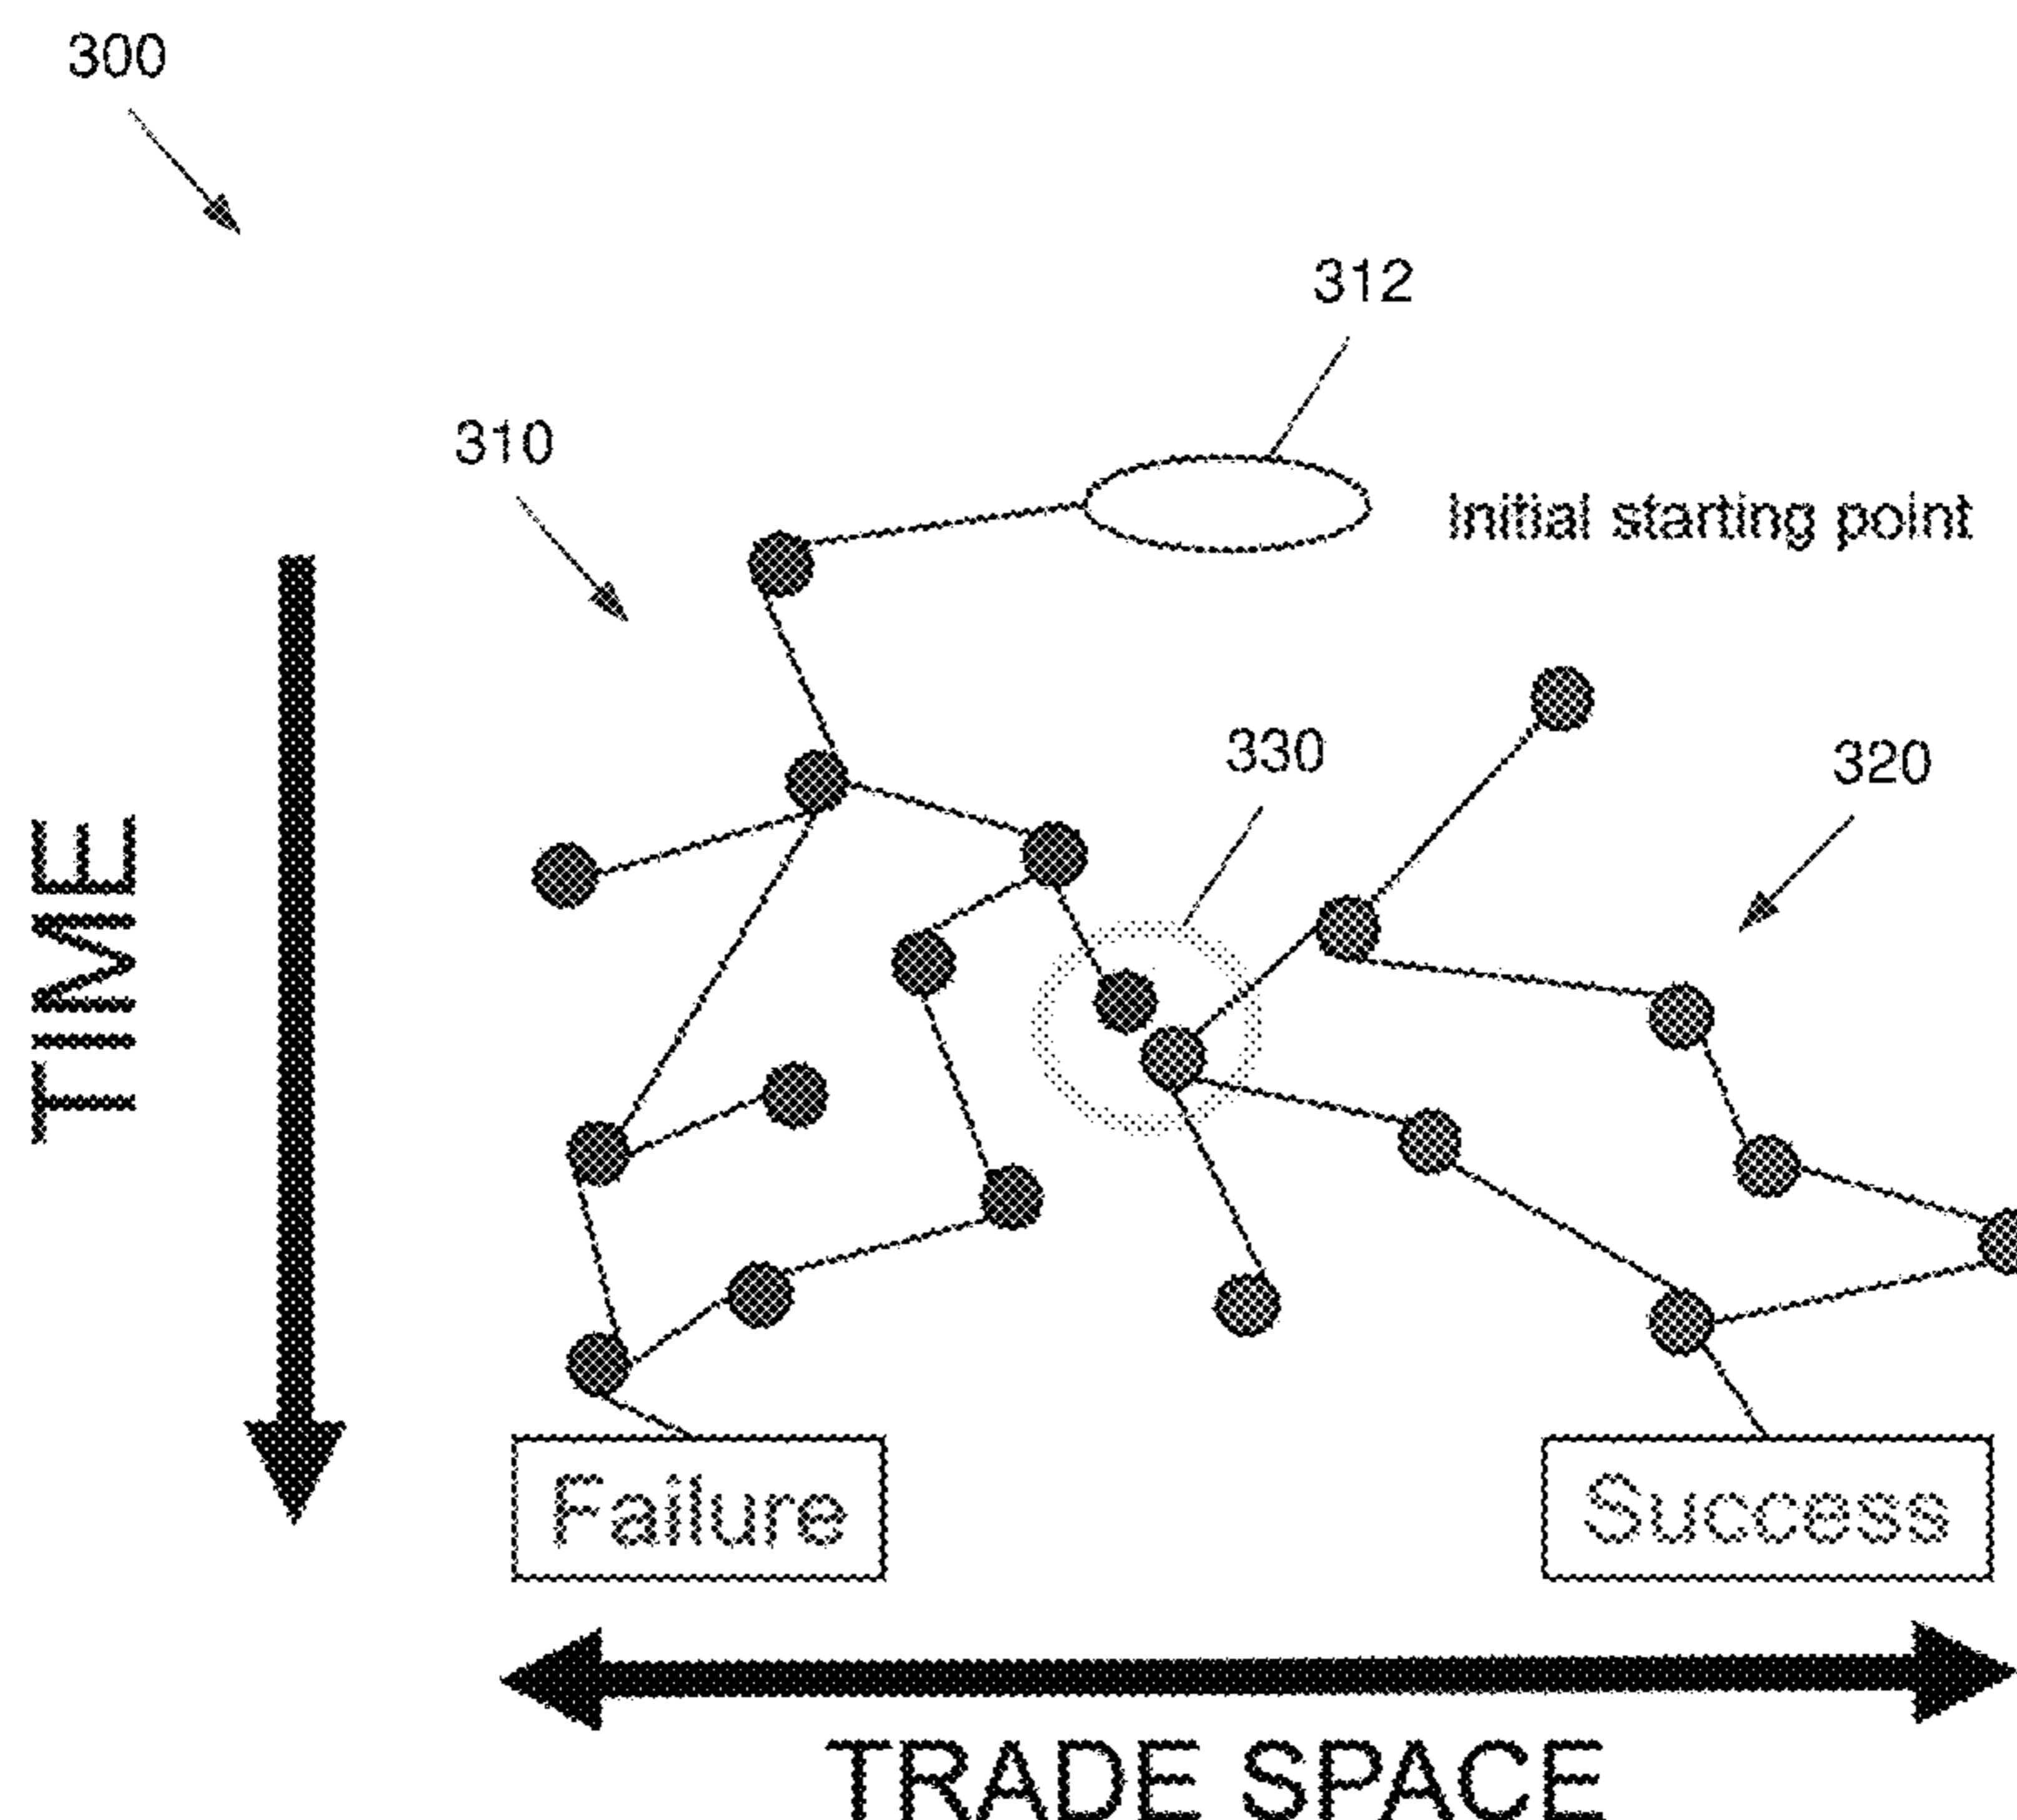 300
312
310
Initial starting point
330
320
TIME
Failure
Success
TRADE SPACE